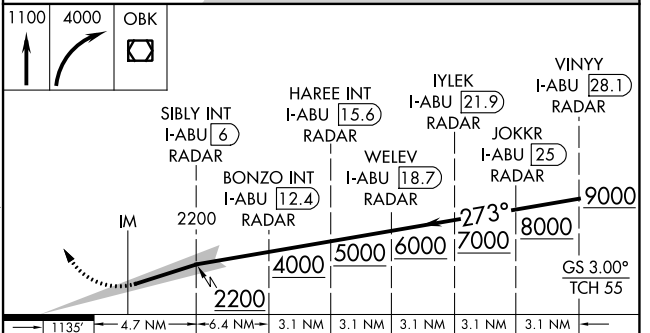 1100 4000 OBK
VINYY
I-ABU 28.1
RADAR
IYLEK
I-ABU 21.9
RADAR
HAREE INT
I-ABU 15.6
RADAR
SIBLY INT
I-ABU 6
RADAR
JOKKR
I-ABU 25
RADAR
WELEV
I-ABU 18.7
RADAR
BONZO INT
I-ABU 12.4
RADAR
IM
2200
273°
9000
8000
7000
6000
5000
4000
2200
GS 3.00°
TCH 55
1135' 4.7 NM 6.4 NM 3.1 NM 3.1 NM 3.1 NM 3.1 NM 3.1 NM